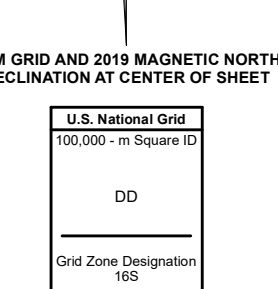 M GRID AND 2019 MAGNETIC NORTH
ECLINATION AT CENTER OF SHEET
U.S. National Grid
100,000 - m Square ID
DD
Grid Zone Designation
16S